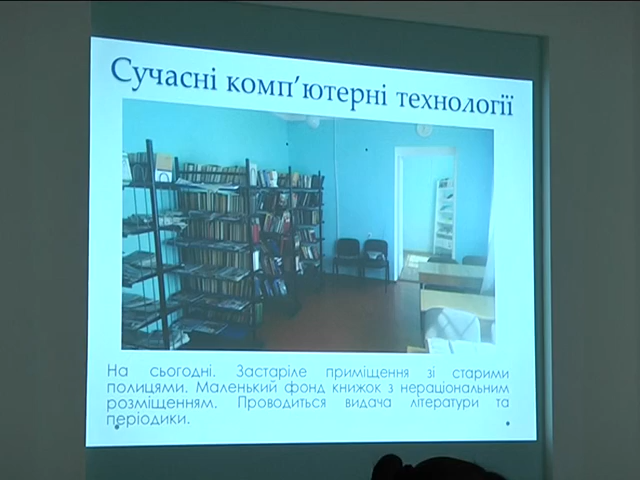 Сучасні комп’ютерні технології
На сьогодні. Застаріле приміщення зі старими
полицями. Маленький фонд книжок з нераціональним
розміщенням. Проводиться видача літератури та
періодики.